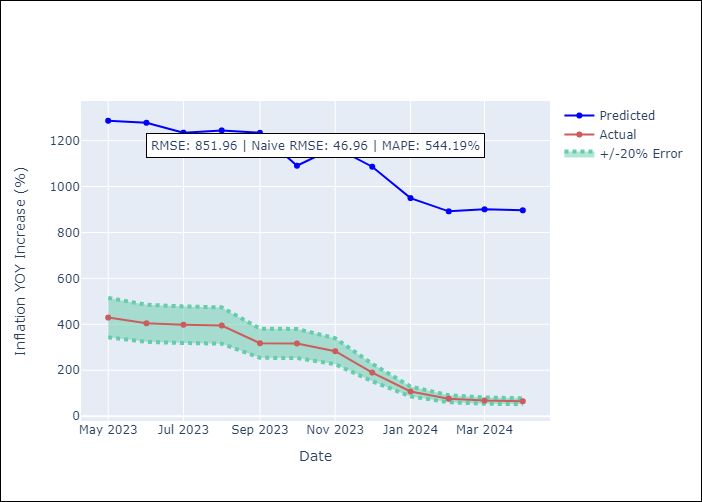 RMSE: 851.96 | Naive RMSE: 46.96 | MAPE: 544.19%
Predicted
Actual
+/-20% Error
Inflation YOY Increase (%)
1200
1000
800
600
400
200
0
May 2023 Jul 2023 Sep 2023 Nov 2023 Jan 2024 Mar 2024
Date